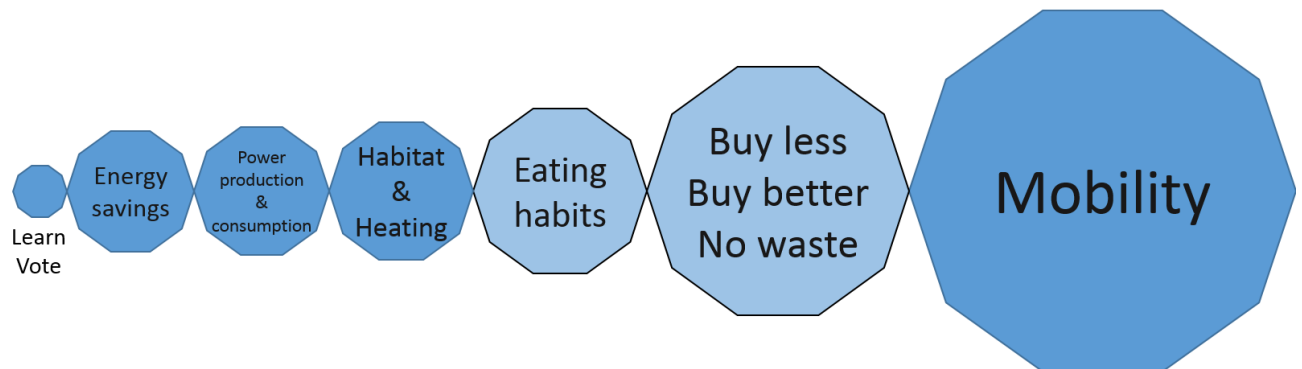 Learn
Vote
Energy
savings
Power
production
&
consumption
Habitat
&
Heating
Eating
habits
Buy less
Buy better
No waste
Mobility